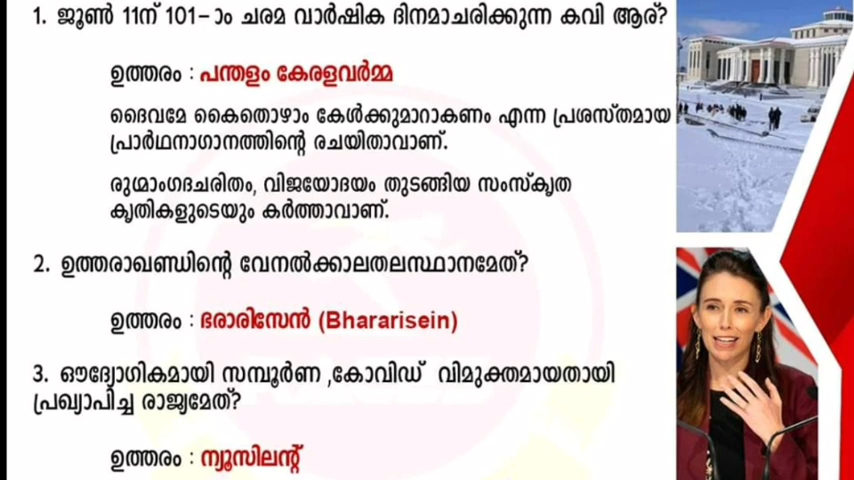 1. ജൂൺ 11ന് 101-ാം ചരമ വാർഷിക ദിനമാചരിക്കുന്ന കവി ആര്?
ഉത്തരം : പന്തളം കേരളവർമ്മ
ദൈവമേ കൈതൊഴാം കേൾക്കുമാറാകണം എന്ന പ്രശസ്തമായ
പ്രാർഥനാഗാനത്തിന്റെ രചയിതാവാണ്.
രുഗ്മാംഗദചരിതം, വിജയോദയം തുടങ്ങിയ സംസ്കൃത
കൃതികളുടെയും കർത്താവാണ്.
2. ഉത്തരാഖണ്ഡിന്റെ വേനൽക്കാലതലസ്ഥാനമേത്?
ഉത്തരം : ഭരാരിസേൻ (Bhararisein)
3. ഔദ്യോഗികമായി സമ്പൂർണ ,കോവിഡ് വിമുക്തമായതായി
പ്രഖ്യാപിച്ച രാജ്യമേത്?
ഉത്തരം : ന്യൂസിലന്റ്